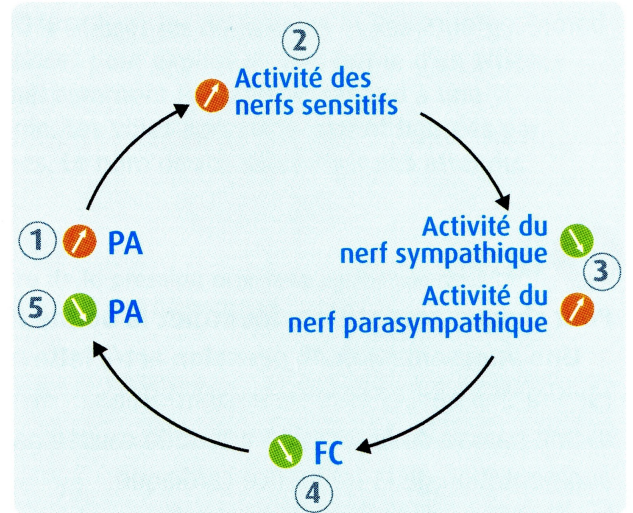 2
Activité des
nerfs sensitifs
1 PA
5 PA
Activité du
nerf sympathique
3
Activité du
nerf parasympathique
FC
4